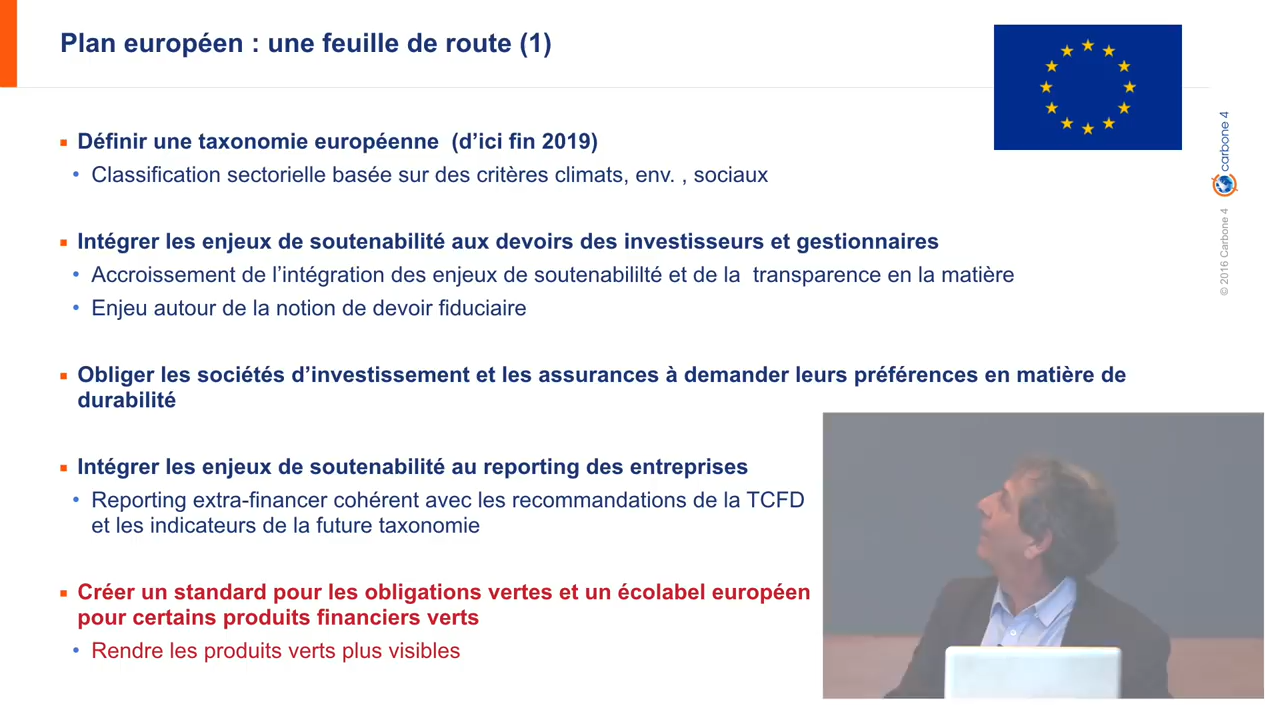 Plan européen : une feuille de route (1)
Définir une taxonomie européenne (d’ici fin 2019)
Classification sectorielle basée sur des critères climats, env. , sociaux
Intégrer les enjeux de soutenabilité aux devoirs des investisseurs et gestionnaires
Accroissement de l’intégration des enjeux de soutenabililté et de la transparence en la matière
Enjeu autour de la notion de devoir fiduciaire
Obliger les sociétés d’investissement et les assurances à demander leurs préférences en matière de
durabilité
Intégrer les enjeux de soutenabilité au reporting des entreprises
Reporting extra-financer cohérent avec les recommandations de la TCFD
et les indicateurs de la future taxonomie
Créer un standard pour les obligations vertes et un écolabel européen
pour certains produits financiers verts
Rendre les produits verts plus visibles
carbone 4
© 2016 Carbone 4